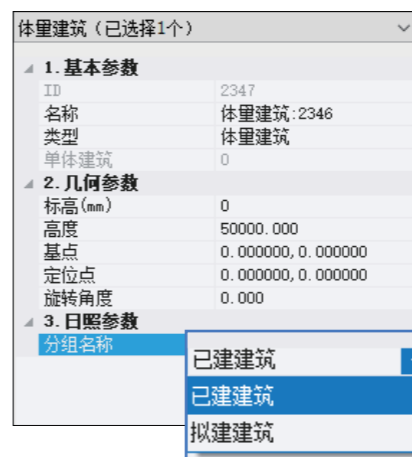 体量建筑（已选择1个）
1.基本参数
ID 2347
名称 体量建筑:2346
类型 体量建筑
单体建筑 0
2.几何参数
标高(mm) 0
高度 50000.000
基点 0.000000,0.000000
定位点 0.000000,0.000000
旋转角度 0.000
3.日照参数
分组名称
已建建筑
已建建筑
拟建建筑